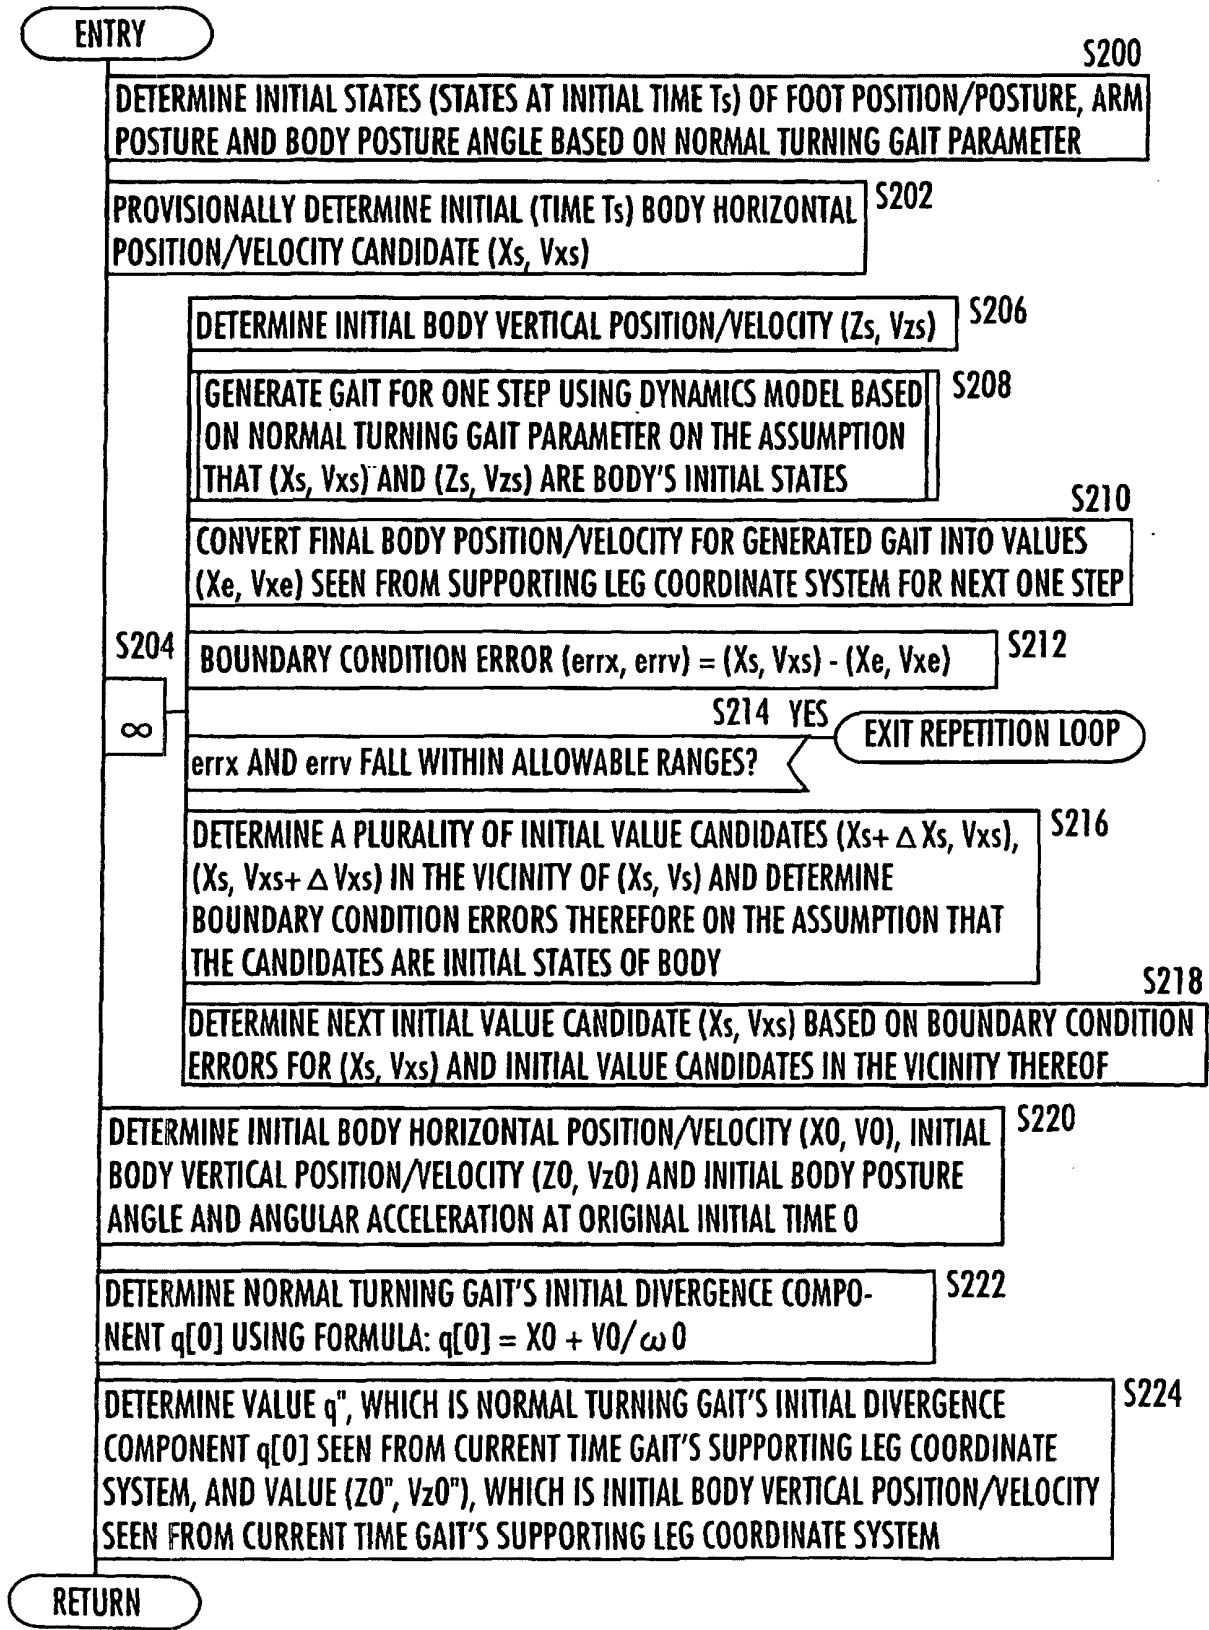 ENTRY
S200
DETERMINE INITIAL STATES (STATES AT INITIAL TIME Ts) OF FOOT POSITION/POSTURE, ARM
POSTURE AND BODY POSTURE ANGLE BASED ON NORMAL TURNING GAIT PARAMETER
S202
PROVISIONALLY DETERMINE INITIAL (TIME Ts) BODY HORIZONTAL
POSITION/VELOCITY CANDIDATE (Xs, Vxs)
S206
DETERMINE INITIAL BODY VERTICAL POSITION/VELOCITY (Zs, Vzs)
S208
GENERATE GAIT FOR ONE STEP USING DYNAMICS MODEL BASED
ON NORMAL TURNING GAIT PARAMETER ON THE ASSUMPTION
THAT (Xs, Vxs) AND (Zs, Vzs) ARE BODY'S INITIAL STATES
S210
CONVERT FINAL BODY POSITION/VELOCITY FOR GENERATED GAIT INTO VALUES
(Xe, Vxe) SEEN FROM SUPPORTING LEG COORDINATE SYSTEM FOR NEXT ONE STEP
S204
∞
S212
BOUNDARY CONDITION ERROR (errx, errv) = (Xs, Vxs) - (Xe, Vxe)
S214 YES
EXIT REPETITION LOOP
errx AND errv FALL WITHIN ALLOWABLE RANGES?
S216
DETERMINE A PLURALITY OF INITIAL VALUE CANDIDATES (Xs+ Δ Xs, Vxs),
(Xs, Vxs+ Δ Vxs) IN THE VICINITY OF (Xs, Vs) AND DETERMINE
BOUNDARY CONDITION ERRORS THEREFORE ON THE ASSUMPTION THAT
THE CANDIDATES ARE INITIAL STATES OF BODY
S218
DETERMINE NEXT INITIAL VALUE CANDIDATE (Xs, Vxs) BASED ON BOUNDARY CONDITION
ERRORS FOR (Xs, Vxs) AND INITIAL VALUE CANDIDATES IN THE VICINITY THEREOF
S220
DETERMINE INITIAL BODY HORIZONTAL POSITION/VELOCITY (X0, V0), INITIAL
BODY VERTICAL POSITION/VELOCITY (Z0, Vz0) AND INITIAL BODY POSTURE
ANGLE AND ANGULAR ACCELERATION AT ORIGINAL INITIAL TIME 0
S222
DETERMINE NORMAL TURNING GAIT'S INITIAL DIVERGENCE COMPO-
NENT q[0] USING FORMULA: q[0] = X0 + V0/ ω 0
S224
DETERMINE VALUE q", WHICH IS NORMAL TURNING GAIT'S INITIAL DIVERGENCE
COMPONENT q[0] SEEN FROM CURRENT TIME GAIT'S SUPPORTING LEG COORDINATE
SYSTEM, AND VALUE (Z0", Vz0"), WHICH IS INITIAL BODY VERTICAL POSITION/VELOCITY
SEEN FROM CURRENT TIME GAIT'S SUPPORTING LEG COORDINATE SYSTEM
RETURN